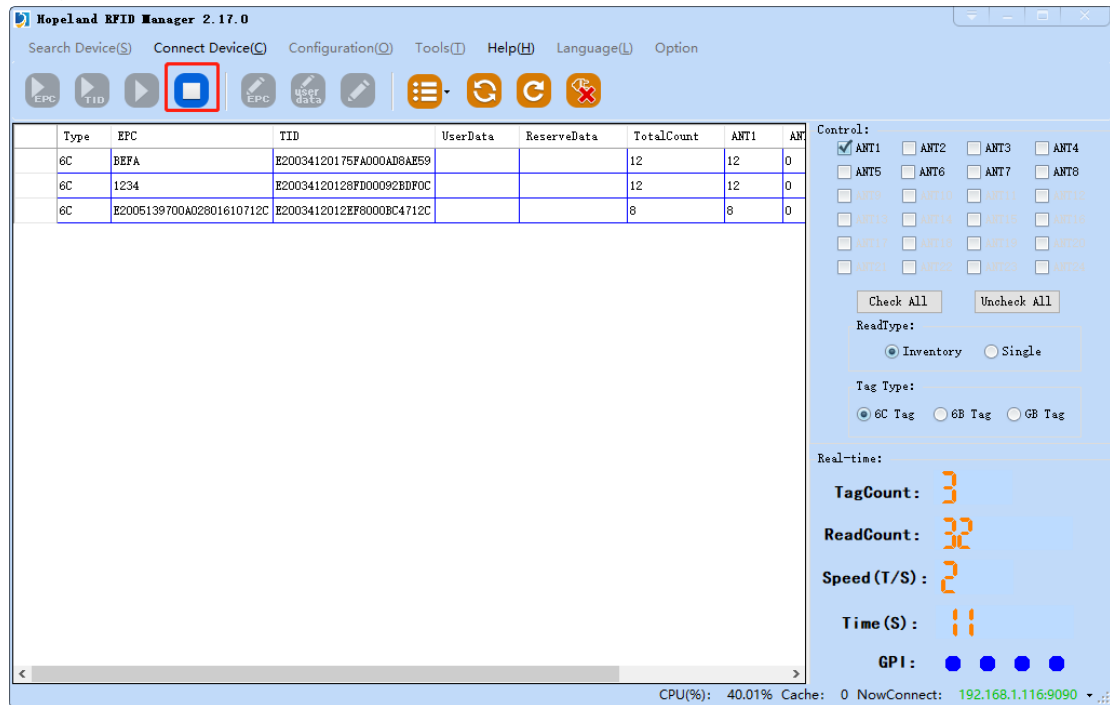 Hopeland RFID Manager 2.17.0
Search Device(S) Connect Device(C) Configuration(O) Tools(T) Help(H) Language(L) Option
EPC TID EPC user data
Type EPC TID UserData ReserveData TotalCount ANT1 AN
6C BEFA E20034120175FA000AD8AE59 12 12 0
6C 1234 E20034120128FD00092BDF0C 12 12 0
6C E2005139700A02801610712C E2003412012EF8000BC4712C 8 8 0
Control:
ANT1 ANT2 ANT3 ANT4
ANT5 ANT6 ANT7 ANT8
Check All Uncheck All
ReadType:
Inventory Single
Tag Type:
6C Tag 6B Tag GB Tag
Real-time:
TagCount: 3
ReadCount: 32
Speed(T/S): 2
Time(S): 11
GPI:
CPU(%): 40.01% Cache: 0 NowConnect: 192.168.1.116:9090